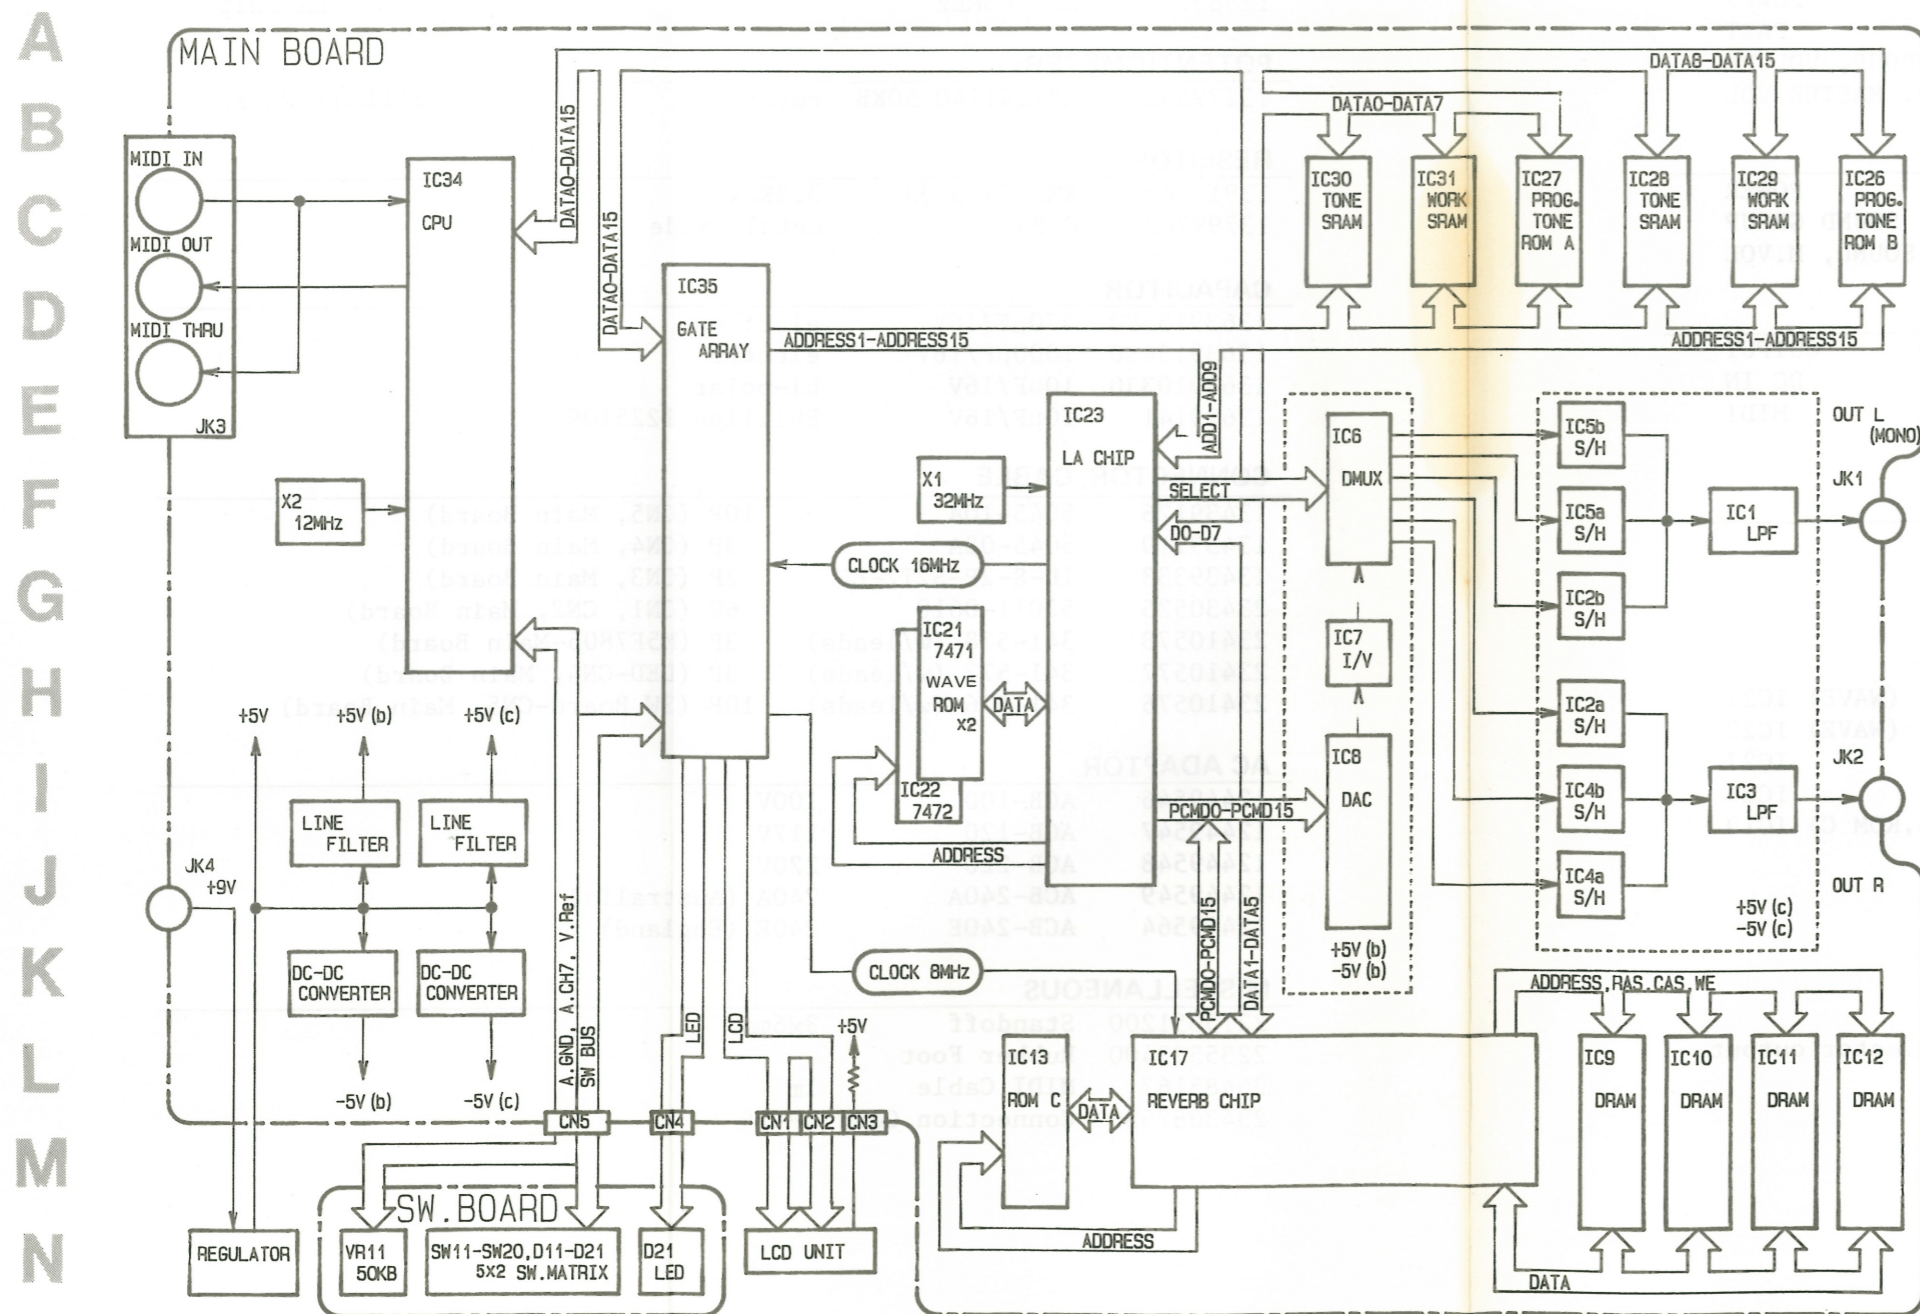 A
B
C
D
E
F
G
H
I
J
K
L
M
N
MAIN BOARD
MIDI IN
MIDI OUT
MIDI THRU
JK3
IC34
CPU
X2
12MHz
DATA0-DATA15
DATA0-DATA15
IC35
GATE
ARRAY
ADDRESS1-ADDRESS15
DATA8-DATA15
DATA0-DATA7
IC30
TONE
SRAM
IC31
WORK
SRAM
IC27
PROG.
TONE
ROM A
IC28
TONE
SRAM
IC29
WORK
SRAM
IC26
PROG.
TONE
ROM B
ADDRESS1-ADDRESS15
ADD1-ADD9
IC23
LA CHIP
X1
32MHz
SELECT
D0-D7
CLOCK 16MHz
IC21
7471
WAVE
ROM
X2
IC22
7472
DATA
ADDRESS
PCMD0-PCMD15
PCMD0-PCMD15
DATA1-DATA5
IC6
DMUX
IC7
I/V
IC8
DAC
+5V (b)
-5V (b)
IC5b
S/H
IC5a
S/H
IC2b
S/H
IC2a
S/H
IC4b
S/H
IC4a
S/H
IC1
LPF
IC3
LPF
+5V (c)
-5V (c)
OUT L
(MONO)
JK1
JK2
OUT R
+5V
+5V (b)
+5V (c)
LINE
FILTER
LINE
FILTER
JK4
+9V
DC-DC
CONVERTER
DC-DC
CONVERTER
-5V (b)
-5V (c)
A.GND, A.CH7, V.Ref
SW BUS
LED
LCD
+5V
CN5
CN4
CN1
CN2
CN3
CLOCK 8MHz
IC13
ROM C
DATA
IC17
REVERB CHIP
ADDRESS
ADDRESS,RAS.CAS,WE
IC9
DRAM
IC10
DRAM
IC11
DRAM
IC12
DRAM
DATA
REGULATOR
SW.BOARD
VR11
50KB
SW11-SW20,D11-D21
5X2 SW.MATRIX
D21
LED
LCD UNIT